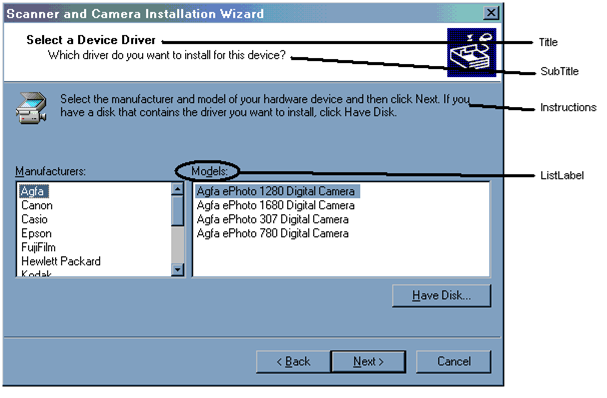 Scanner and Camera Installation Wizard
Select a Device Driver
Which driver do you want to install for this device?
Title
SubTitle
Select the manufacturer and model of your hardware device and then click Next. If you
have a disk that contains the driver you want to install, click Have Disk.
Instructions
Manufacturers:
Models:
ListLabel
Agfa
Canon
Casio
Epson
FujiFilm
Hewlett Packard
Kodak
Agfa ePhoto 1280 Digital Camera
Agfa ePhoto 1680 Digital Camera
Agfa ePhoto 307 Digital Camera
Agfa ePhoto 780 Digital Camera
Have Disk...
< Back
Next >
Cancel